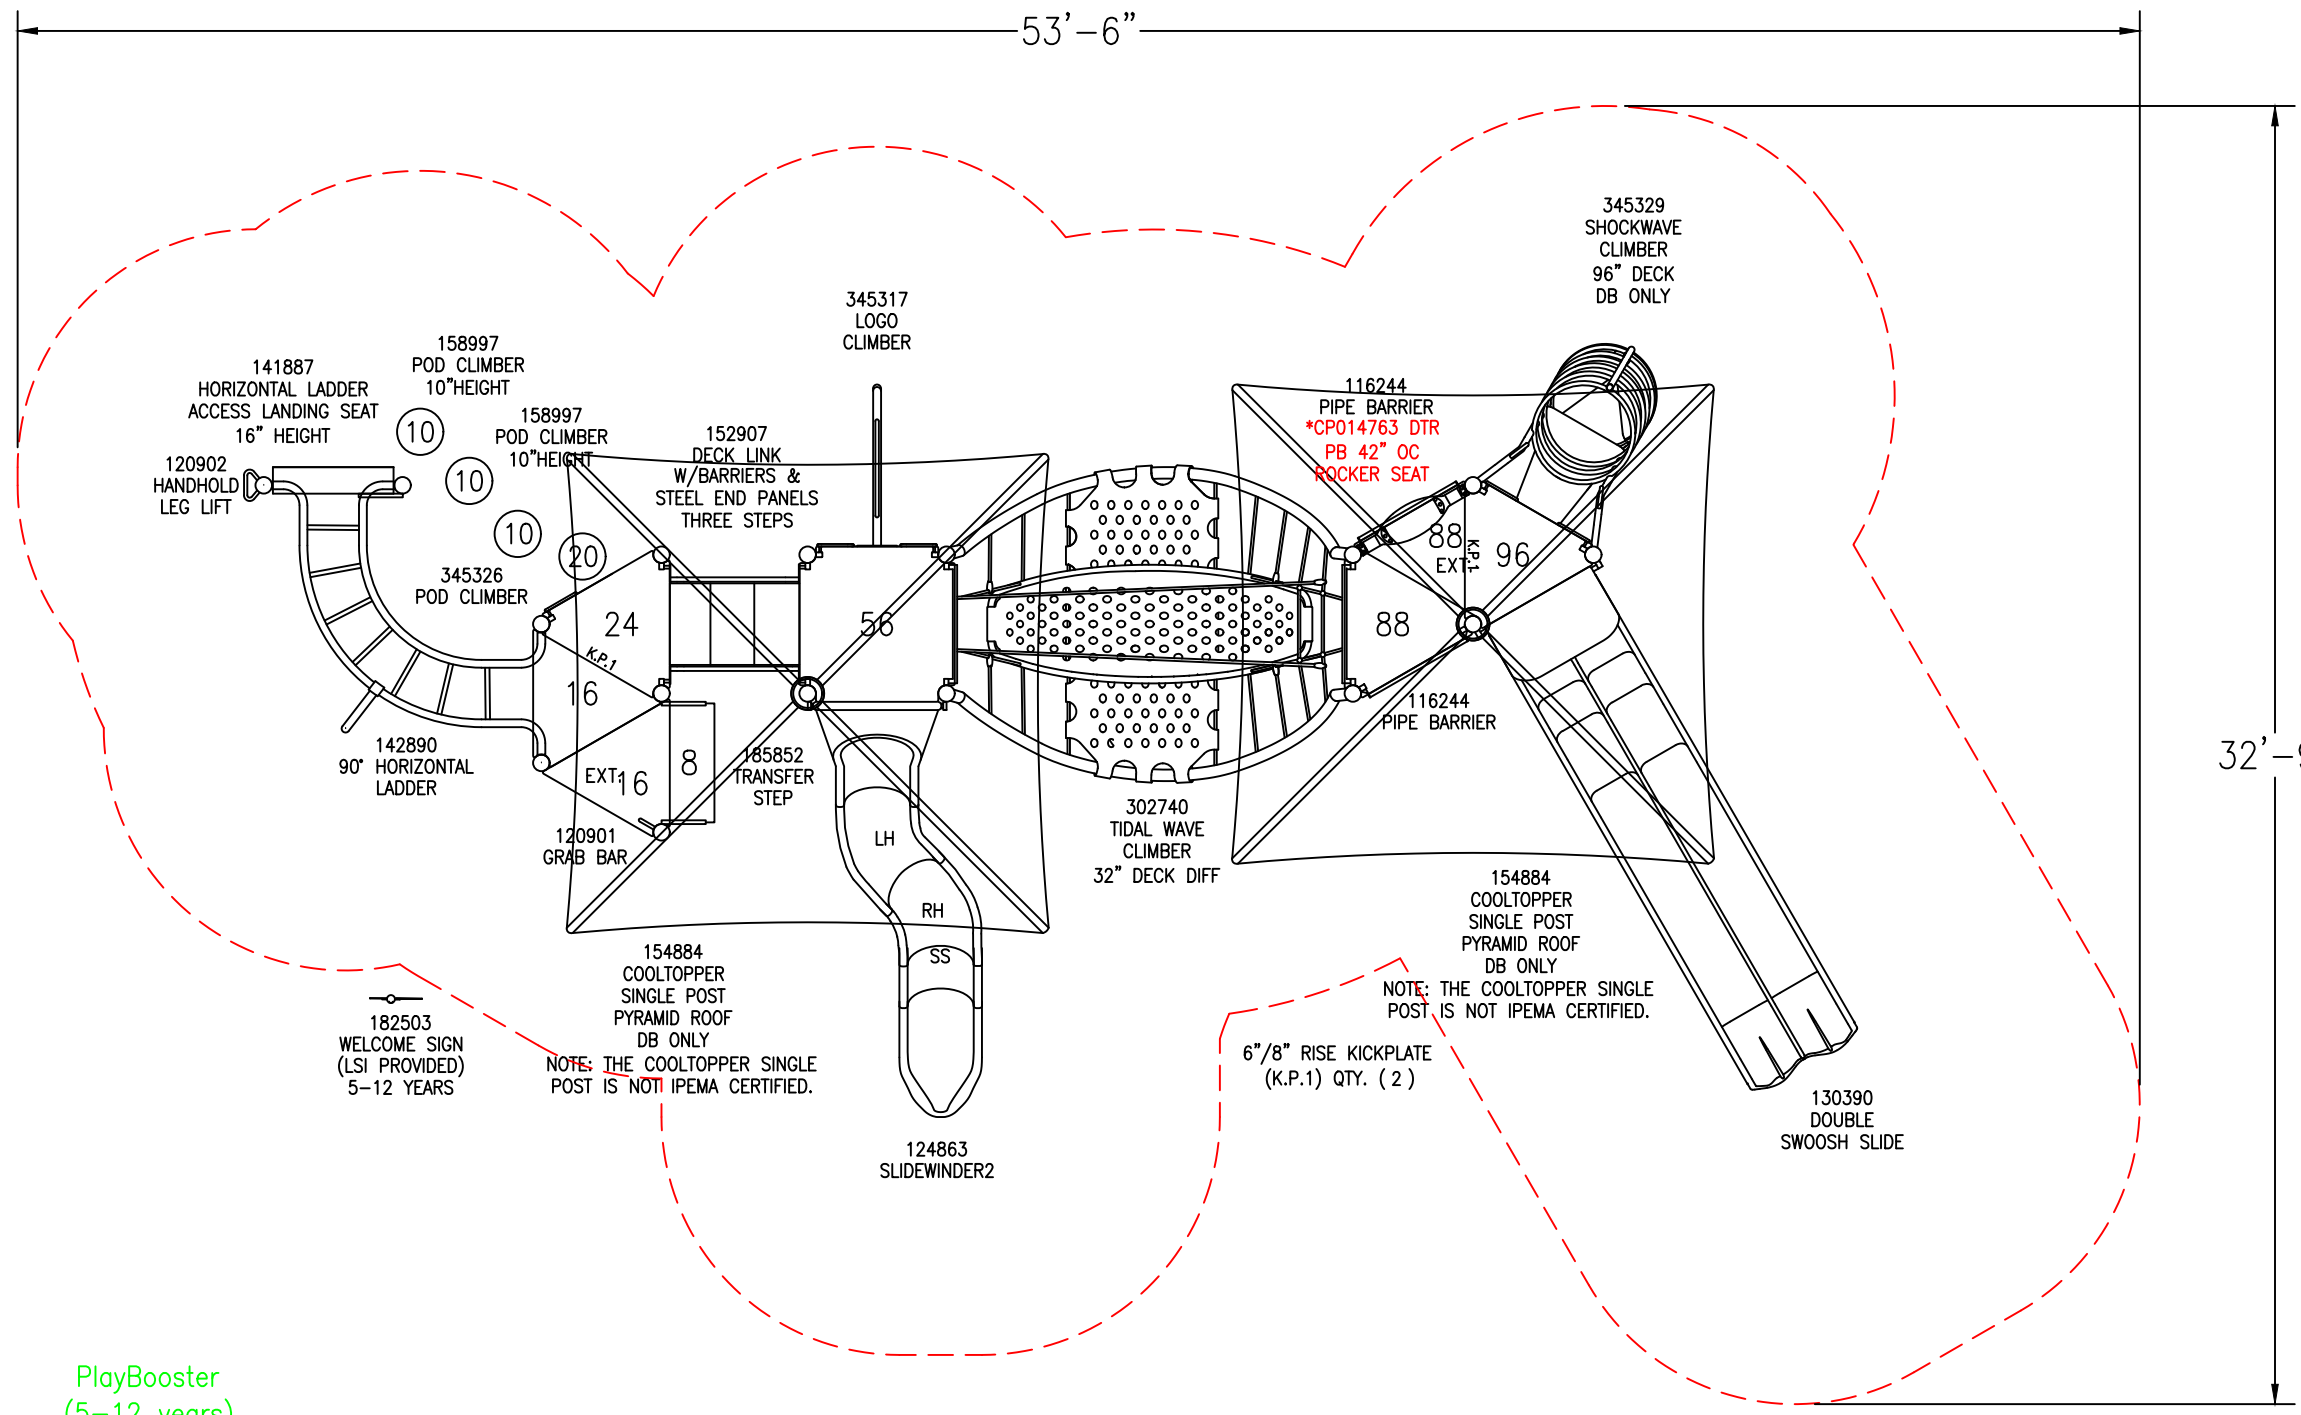 53'-6"
345329
SHOCKWAVE
CLIMBER
96" DECK
DB ONLY
345317
LOGO
CLIMBER
158997
POD CLIMBER
10"HEIGHT
141887
HORIZONTAL LADDER
ACCESS LANDING SEAT
16" HEIGHT
158997
POD CLIMBER
10"HEIGHT
116244
PIPE BARRIER
*CP014763 DTR
PB 42" OC
ROCKER SEAT
152907
DECK LINK
W/BARRIERS &
STEEL END PANELS
THREE STEPS
120902
HANDHOLD
LEG LIFT
10
10
10
20
345326
POD CLIMBER
24
K.P.1
16
56
88
88
EXT.
K.P.1
96
116244
PIPE BARRIER
142890
90° HORIZONTAL
LADDER
EXT.
16
8
185852
TRANSFER
STEP
120901
GRAB BAR
LH
RH
SS
302740
TIDAL WAVE
CLIMBER
32" DECK DIFF
32'-9
154884
COOLTOPPER
SINGLE POST
PYRAMID ROOF
DB ONLY
NOTE: THE COOLTOPPER SINGLE
POST IS NOT IPEMA CERTIFIED.
154884
COOLTOPPER
SINGLE POST
PYRAMID ROOF
DB ONLY
NOTE: THE COOLTOPPER SINGLE
POST IS NOT IPEMA CERTIFIED.
182503
WELCOME SIGN
(LSI PROVIDED)
5-12 YEARS
6"/8" RISE KICKPLATE
(K.P.1) QTY. ( 2 )
130390
DOUBLE
SWOOSH SLIDE
124863
SLIDEWINDER2
PlayBooster
(5-12 years)